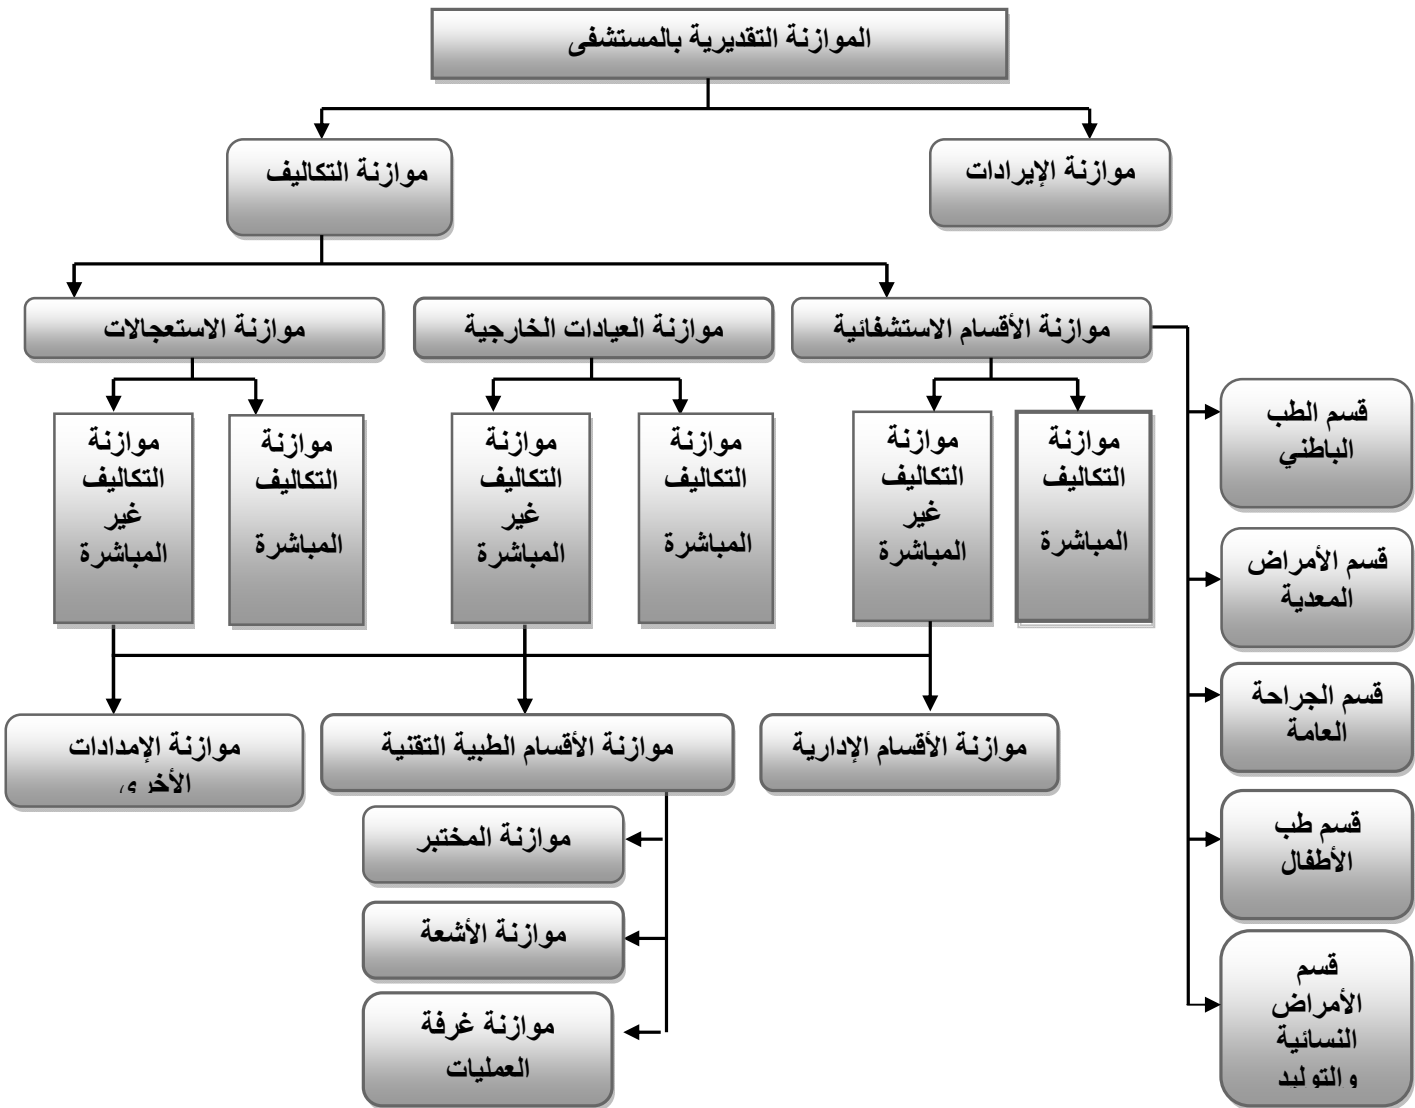 الموازنة التقديرية بالمستشفى
موازنة الإيرادات
موازنة التكاليف
موازنة الأقسام الاستشفائية
موازنة العيادات الخارجية
موازنة الاستعجالات
موازنة
التكاليف
المباشرة
موازنة
التكاليف
غير
المباشرة
موازنة
التكاليف
المباشرة
موازنة
التكاليف
غير
المباشرة
موازنة
التكاليف
المباشرة
موازنة
التكاليف
غير
المباشرة
قسم الطب
الباطني
قسم الأمراض
المعدية
قسم الجراحة
العامة
قسم طب
الأطفال
قسم
الأمراض
النسائية
والتوليد
موازنة الأقسام الإدارية
موازنة الأقسام الطبية التقنية
موازنة الإمدادات
الأخرى
موازنة المختبر
موازنة الأشعة
موازنة غرفة
العمليات